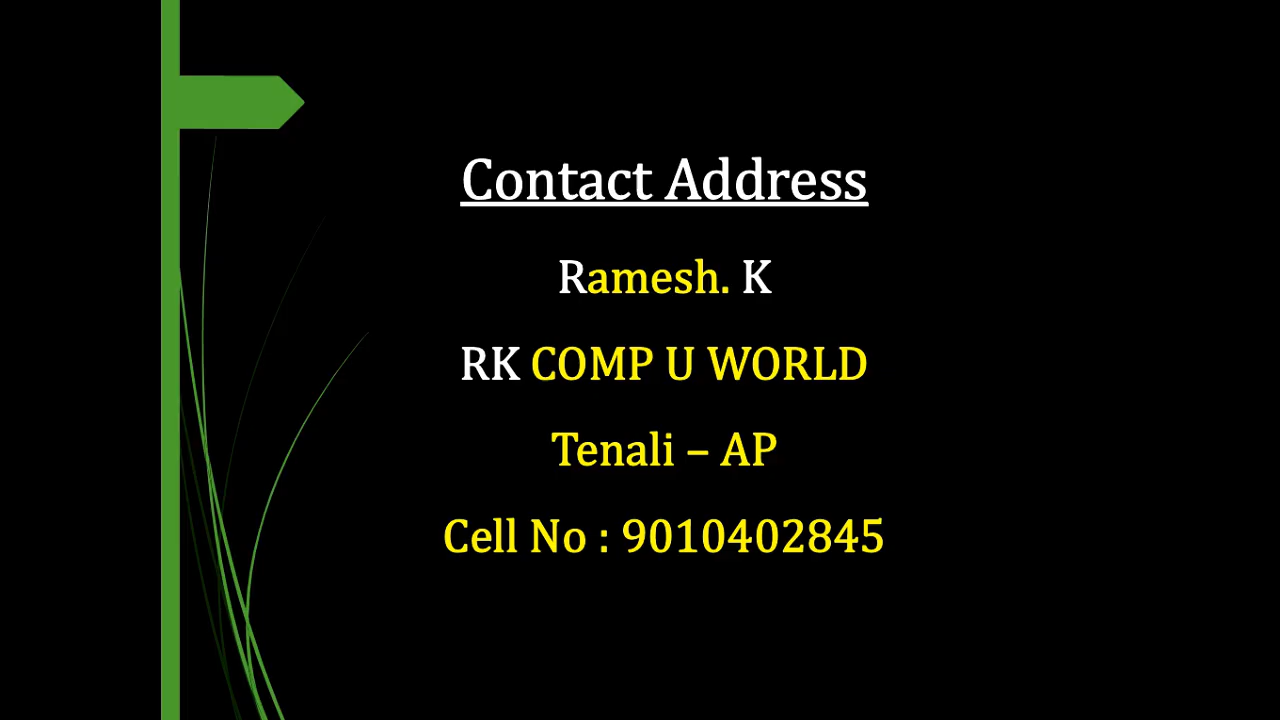 Contact Address
Ramesh. K
RK COMP U WORLD
Tenali – AP
Cell No : 9010402845